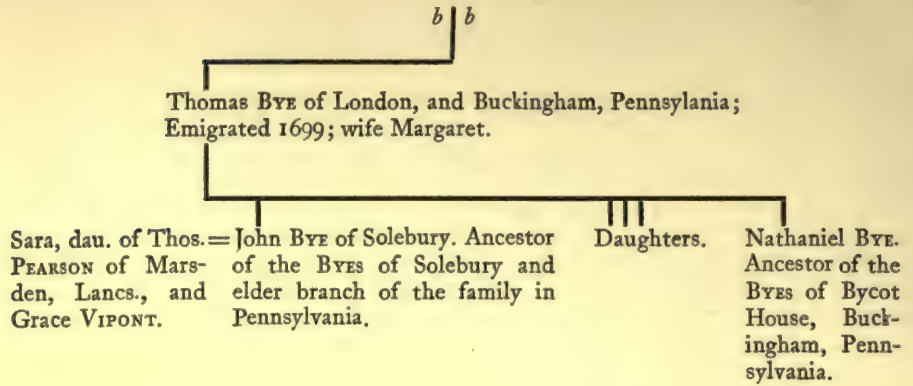 b b
Thomas BYE of London, and Buckingham, Pennsylania;
Emigrated 1699; wife Margaret.
Sara, dau. of Thos.=
PEARSON of Mars-
den, Lancs., and
Grace VIPONT.
John BYE of Solebury. Ancestor
of the BYES of Solebury and
elder branch of the family in
Pennsylvania.
Daughters.
Nathaniel BYE.
Ancestor of the
BYES of Bycot
House, Buck-
ingham, Penn-
sylvania.